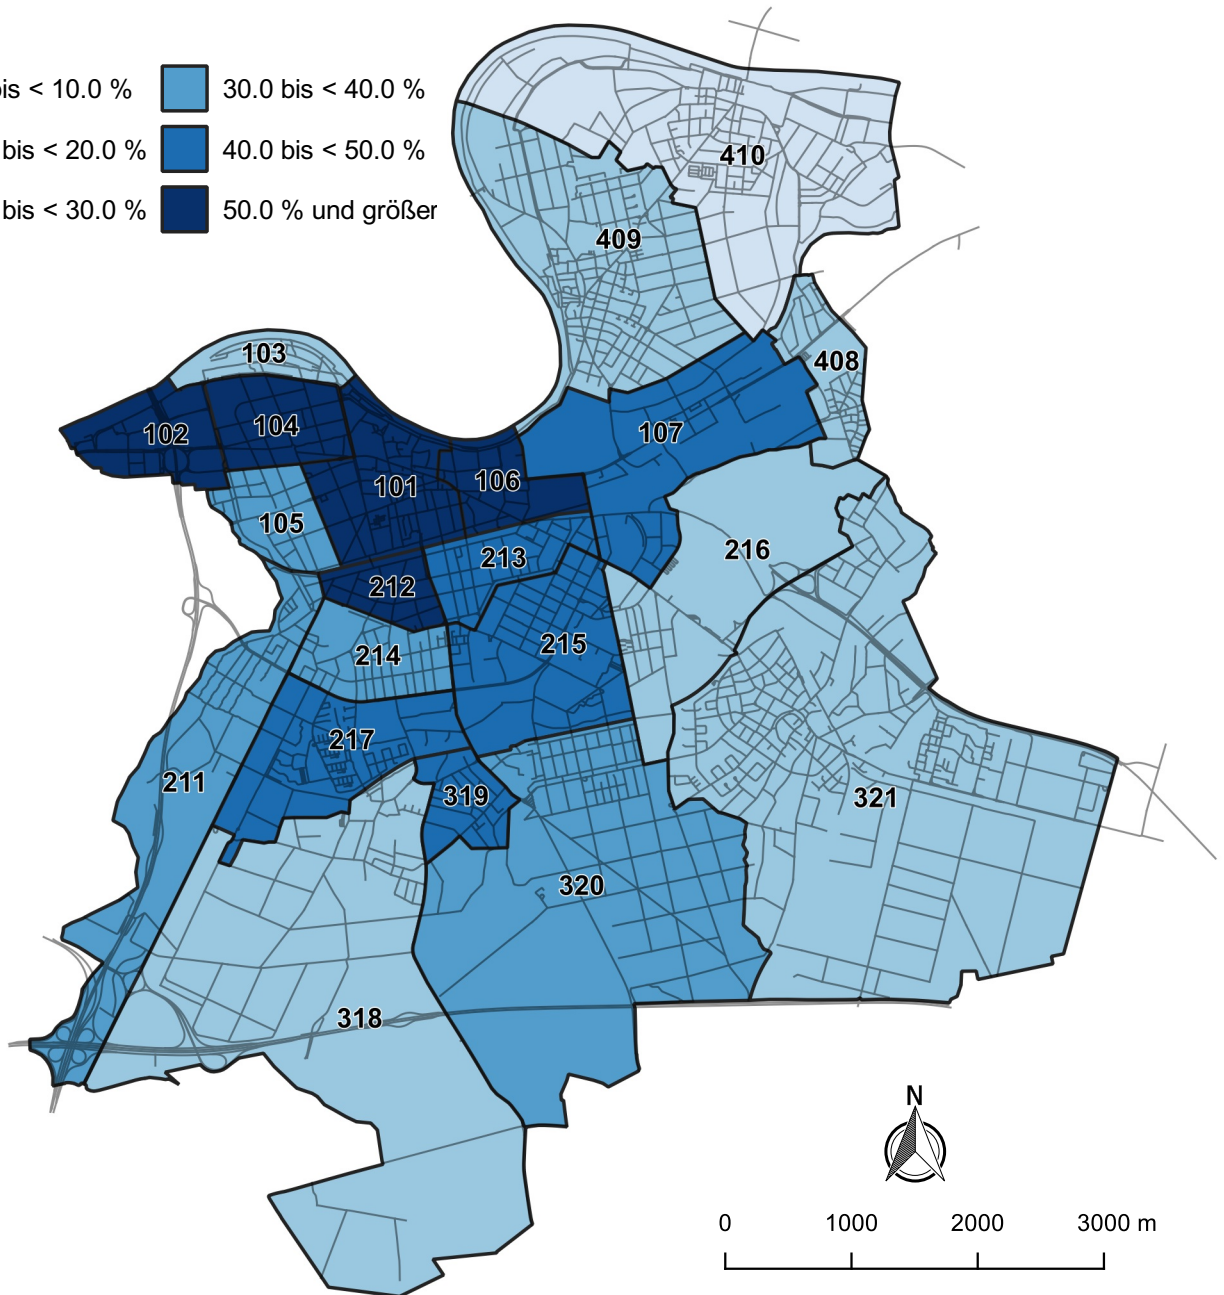 bis < 10.0 %
30.0 bis < 40.0 %
bis < 20.0 %
40.0 bis < 50.0 %
bis < 30.0 %
50.0 % und größer
410
409
408
103
102
104
107
101
106
105
213
216
212
215
214
217
211
319
321
320
318
N
0 1000 2000 3000 m